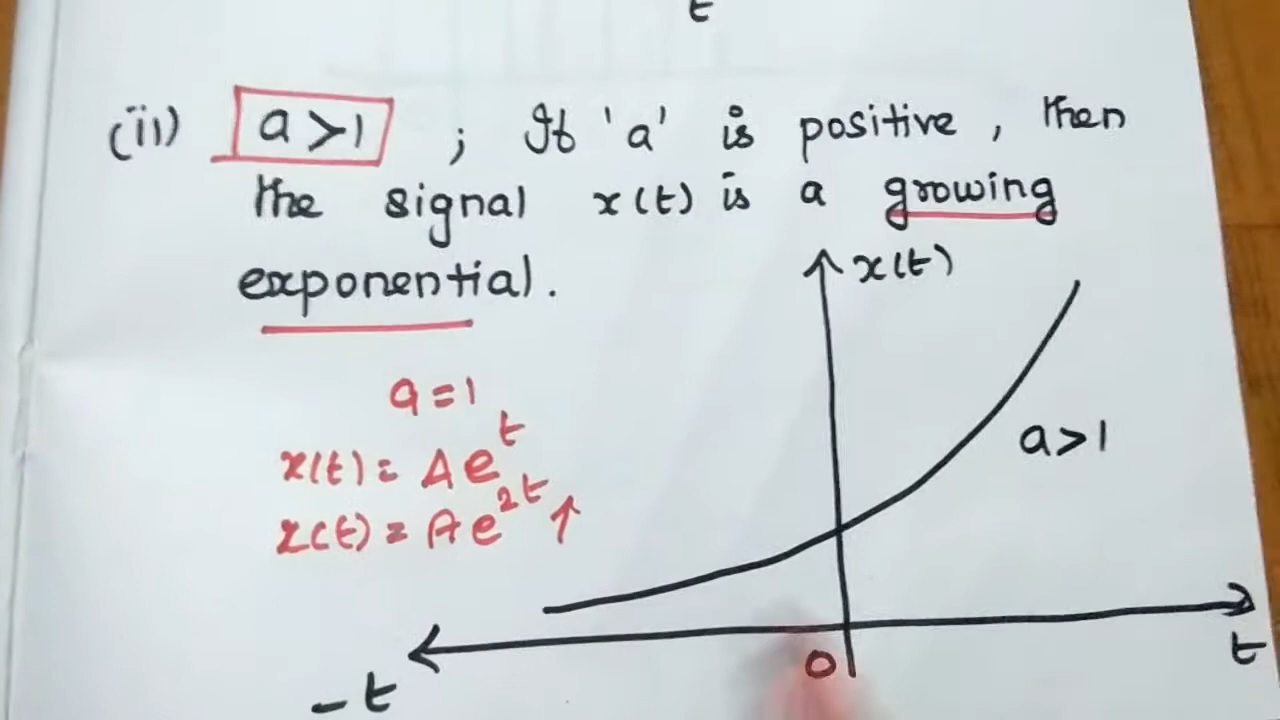 t
(ii) a>1 ; If 'a' is positive, then
the signal x(t) is a growing
exponential.
x(t)
a=1
a>1
x(t) = Ae^t
x(t) = Ae^2t ↑
0
t
-t